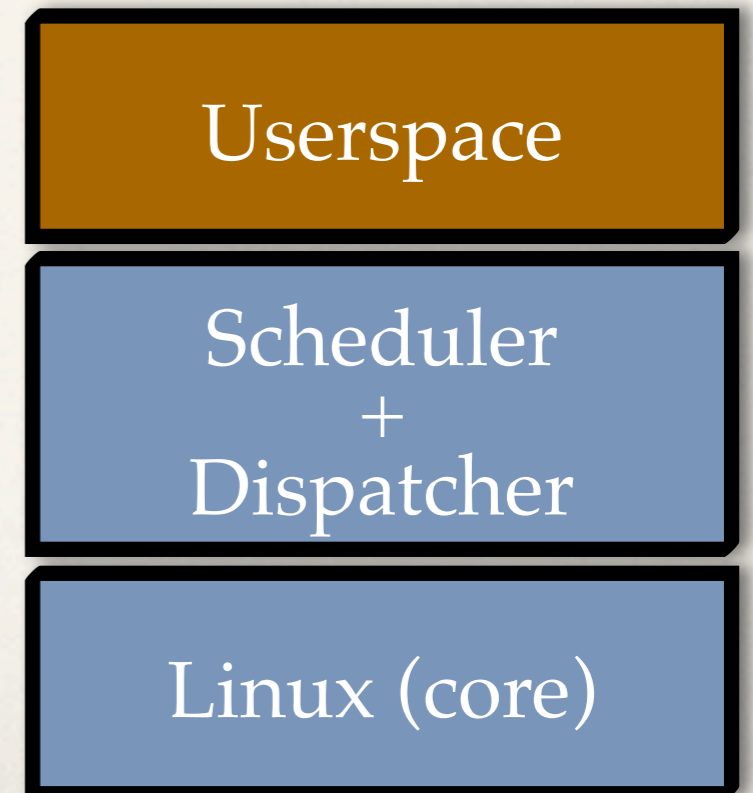 Userspace
Scheduler
+
Dispatcher
Linux (core)